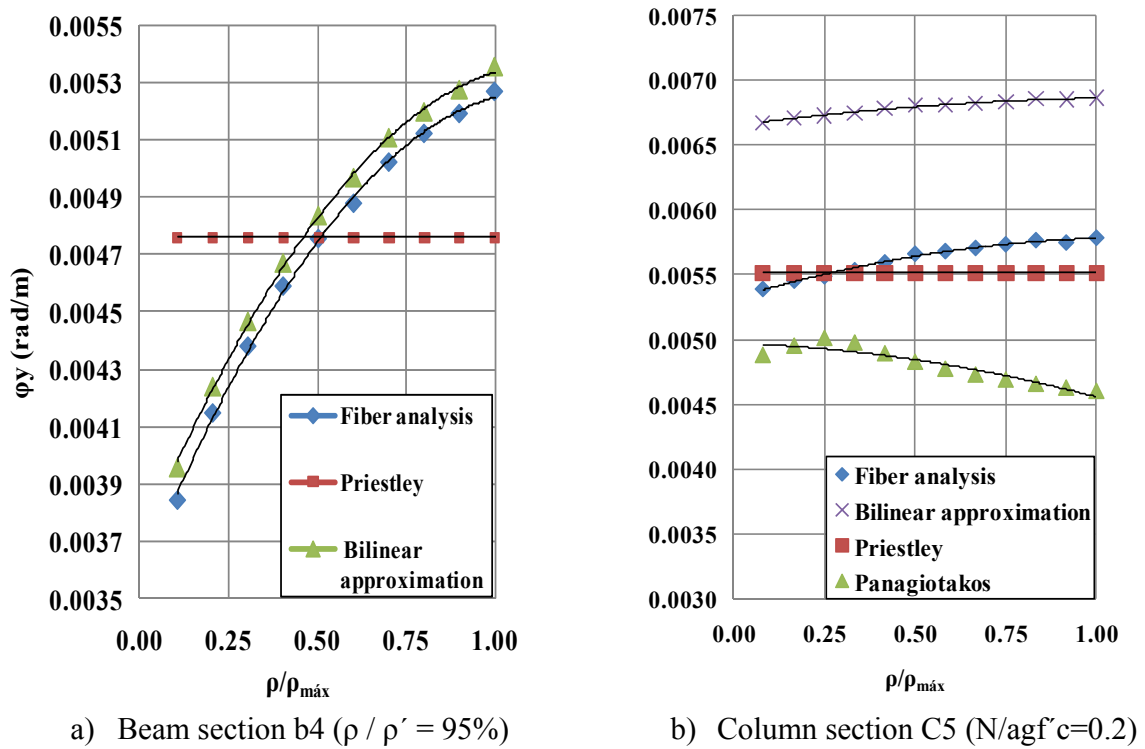 0.0055
0.0053
0.0051
0.0049
0.0047
0.0045
0.0043
0.0041
0.0039
0.0037
0.0035
φy (rad/m)
Fiber analysis
Priestley
Bilinear
approximation
0.00 0.25 0.50 0.75 1.00
ρ/ρmáx
a) Beam section b4 (ρ / ρ´ = 95%)
0.0075
0.0070
0.0065
0.0060
0.0055
0.0050
0.0045
0.0040
0.0035
0.0030
Fiber analysis
Bilinear approximation
Priestley
Panagiotakos
0.00 0.25 0.50 0.75 1.00
ρ/ρmáx
b) Column section C5 (N/agf´c=0.2)